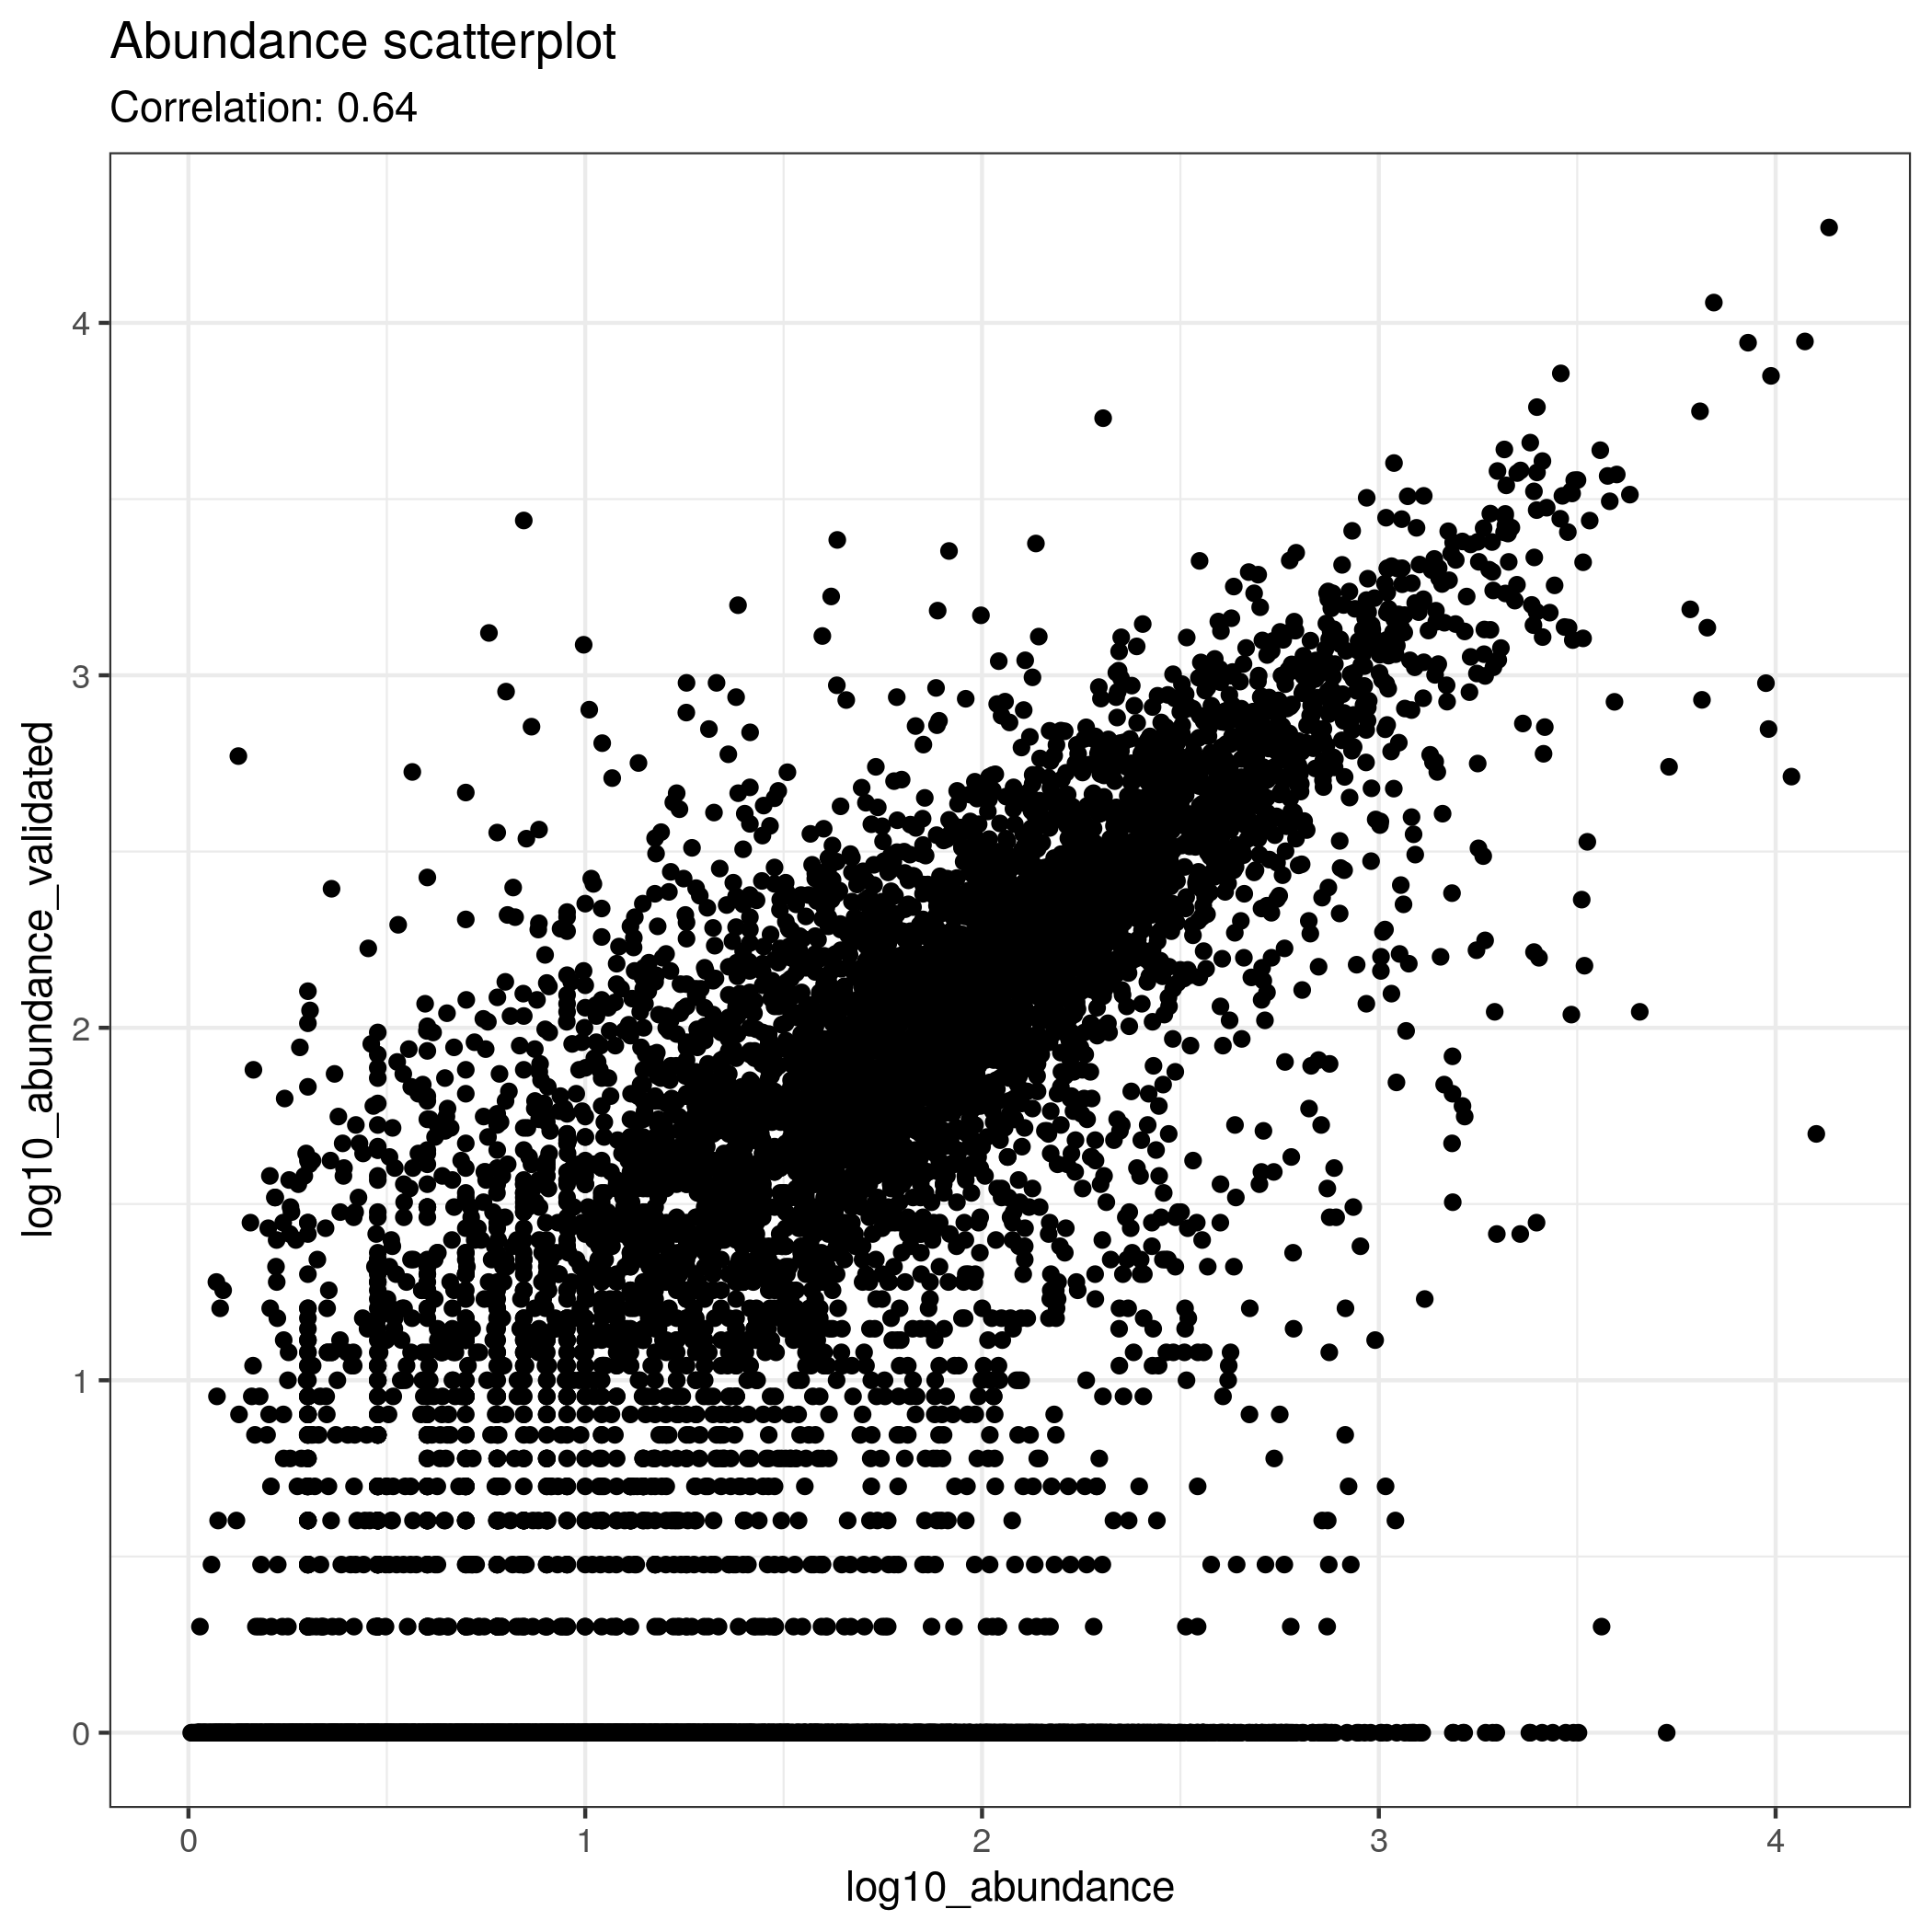 Abundance scatterplot
Correlation: 0.64
log10_abundance_validated
4
3
2
1
0
0 1 2 3 4
log10_abundance